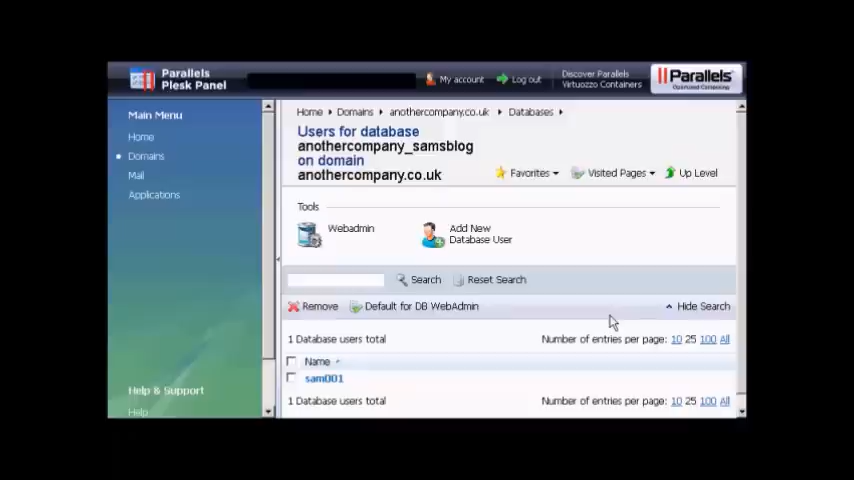 Parallels
Plesk Panel
My account
Log out
Discover Parallels
Virtuozzo Containers
Parallels
Optimized Computing
Main Menu
Home
Domains
Mail
Applications
Help & Support
Help
Home Domains anothercompany.co.uk Databases
Users for database
anothercompany_samsblog
on domain
anothercompany.co.uk
Favorites
Visited Pages
Up Level
Tools
Webadmin
Add New
Database User
Search
Reset Search
Remove
Default for DB WebAdmin
Hide Search
1 Database users total
Number of entries per page: 10 25 100 All
Name
sam001
1 Database users total
Number of entries per page: 10 25 100 All